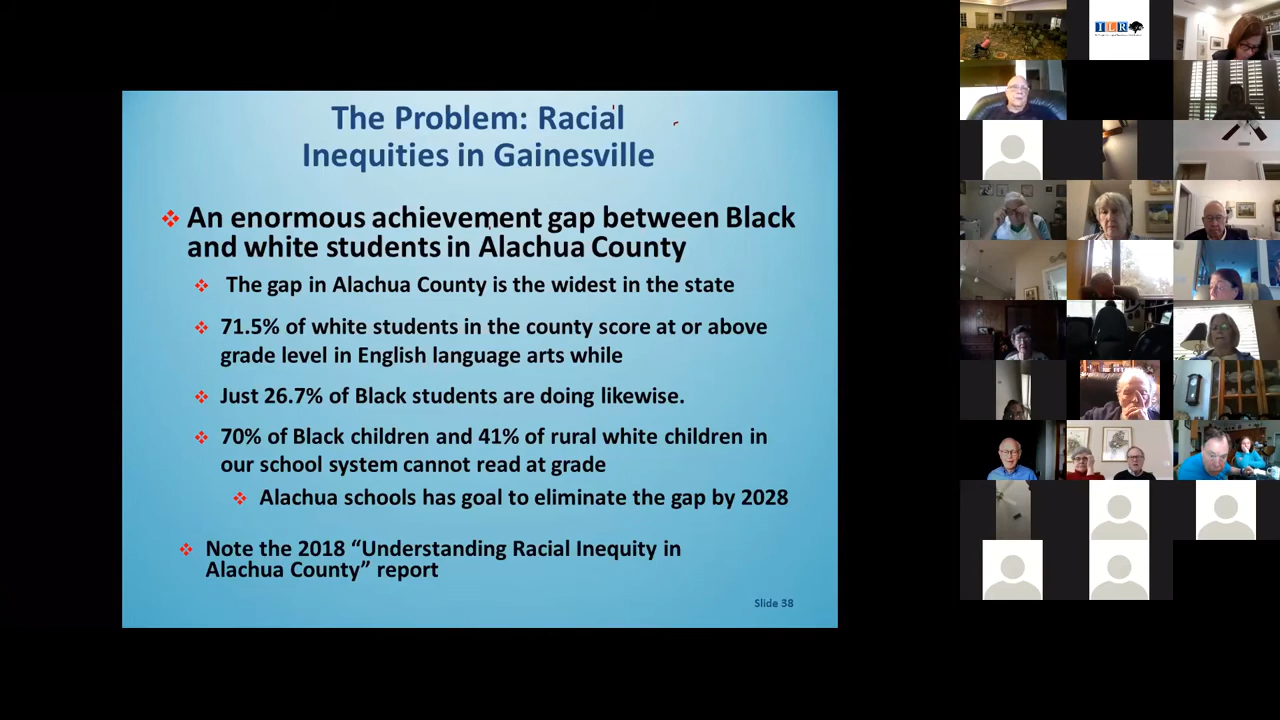 The Problem: Racial
Inequities in Gainesville
An enormous achievement gap between Black
and white students in Alachua County
The gap in Alachua County is the widest in the state
71.5% of white students in the county score at or above
grade level in English language arts while
Just 26.7% of Black students are doing likewise.
70% of Black children and 41% of rural white children in
our school system cannot read at grade
Alachua schools has goal to eliminate the gap by 2028
Note the 2018 “Understanding Racial Inequity in
Alachua County” report
Slide 38
ILR